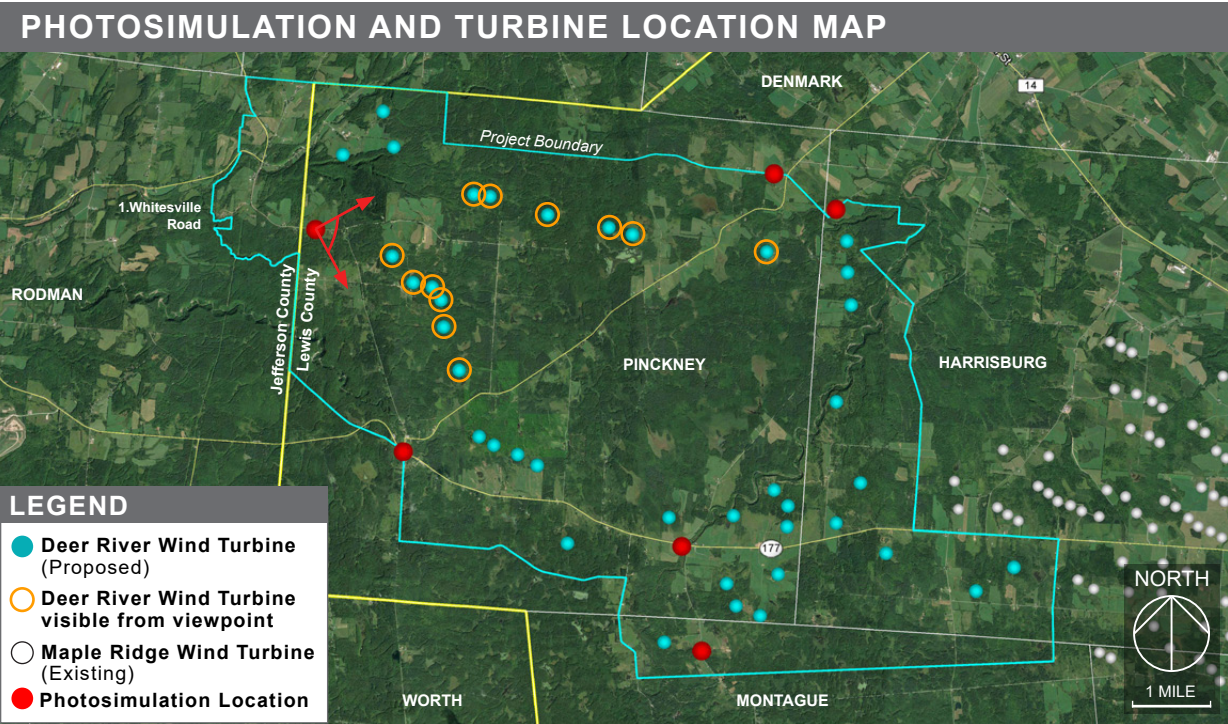 PHOTOSIMULATION AND TURBINE LOCATION MAP
St
DENMARK
14
Project Boundary
1.Whitesville
Road
RODMAN
Jefferson County
Lewis County
PINCKNEY
HARRISBURG
177
WORTH
MONTAGUE
LEGEND
Deer River Wind Turbine
(Proposed)
Deer River Wind Turbine
visible from viewpoint
Maple Ridge Wind Turbine
(Existing)
Photosimulation Location
NORTH
1 MILE